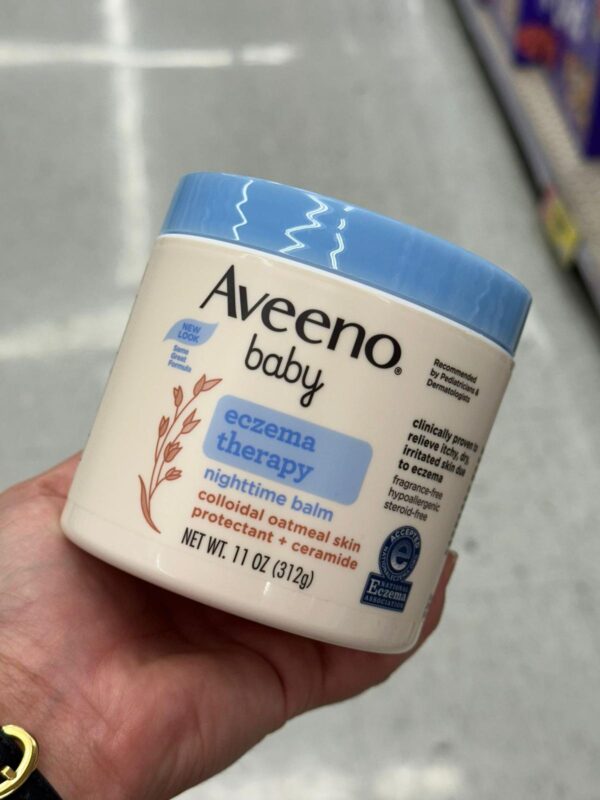 Aveeno®
baby
NEW
LOOK
Same
Great
Formula
Recommended
by Pediatricians &
Dermatologists
eczema
therapy
nighttime balm
colloidal oatmeal skin
protectant + ceramide
NET WT. 11 OZ (312g)
clinically proven to
relieve itchy, dry,
irritated skin due
to eczema
fragrance-free
hypoallergenic
steroid-free
ACCEPTED
NATIONAL
Eczema
ASSOCIATION